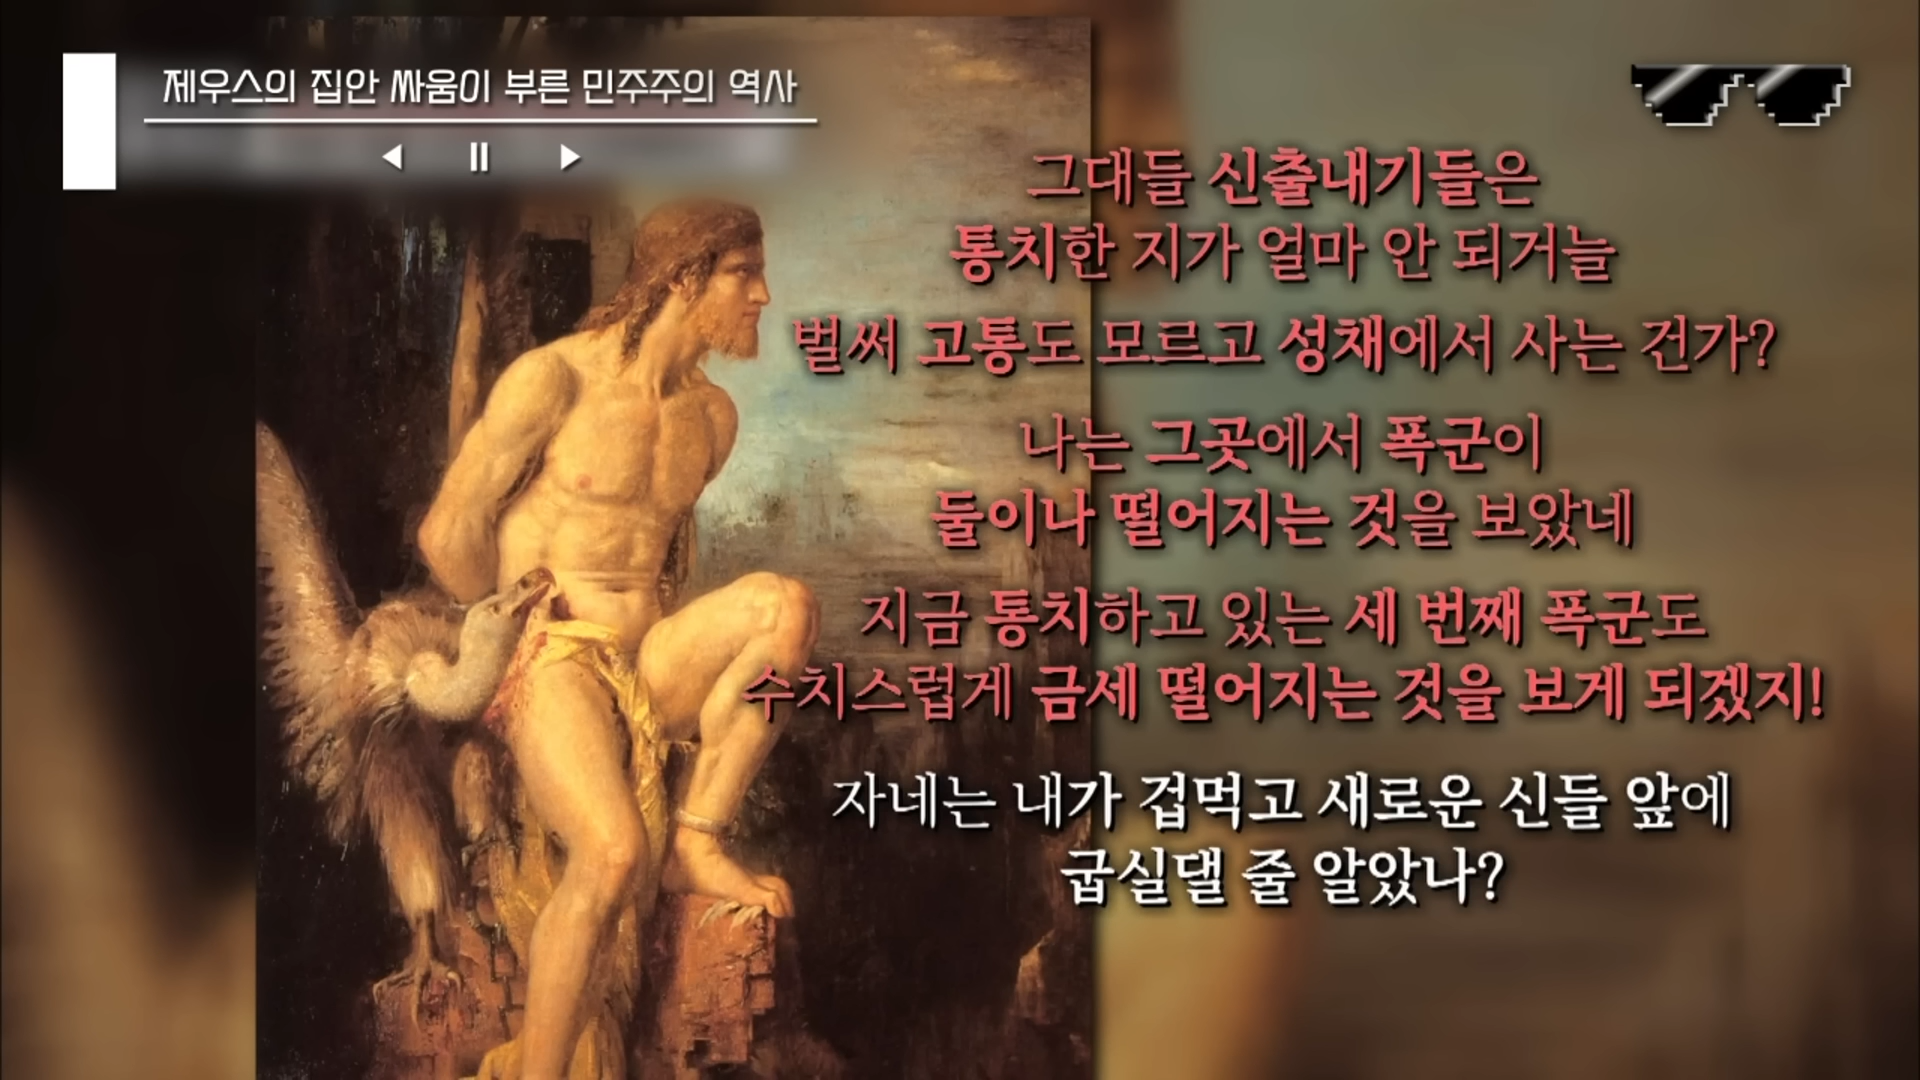 제우스의 집안 싸움이 부른 민주주의 역사
그대들 신출내기들은
통치한 지가 얼마 안 되거늘
벌써 고통도 모르고 성채에서 사는 건가?
나는 그곳에서 폭군이
둘이나 떨어지는 것을 보았네
지금 통치하고 있는 세 번째 폭군도
수치스럽게 금세 떨어지는 것을 보게 되겠지!
자네는 내가 겁먹고 새로운 신들 앞에
굽실댈 줄 알았나?